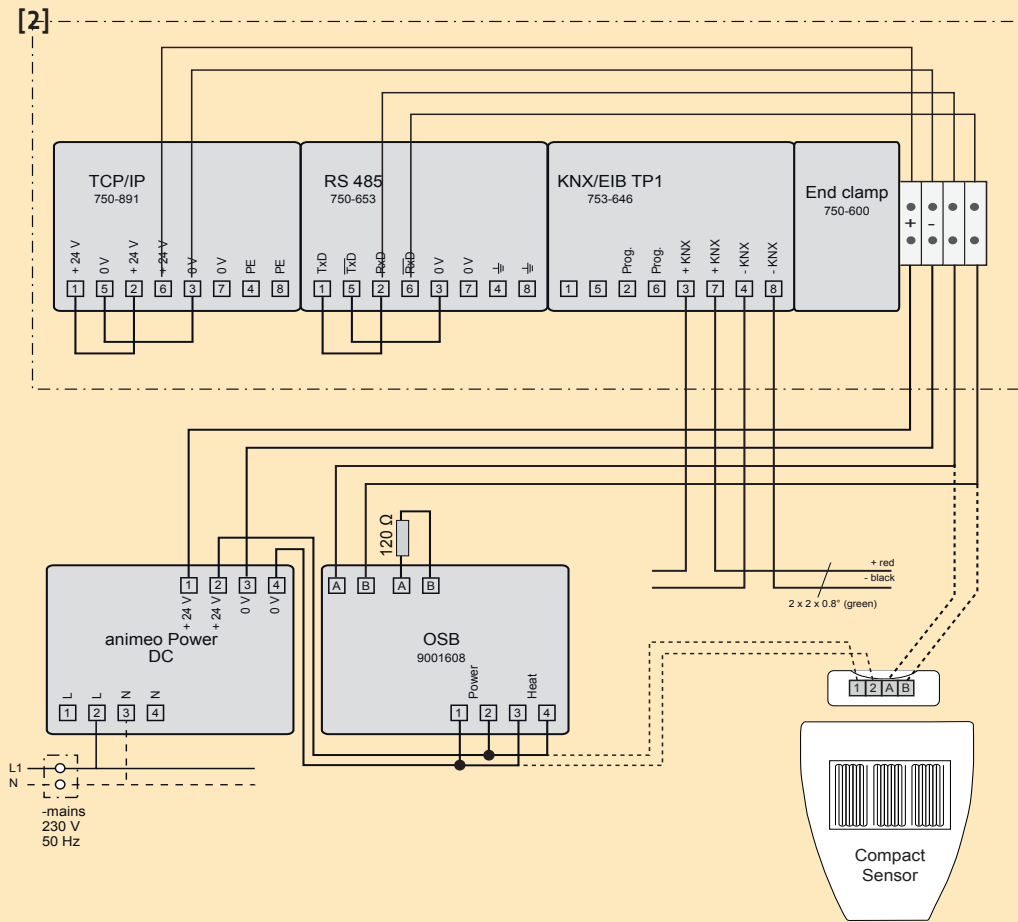 [2]
TCP/IP
750-891
RS 485
750-653
KNX/EIB TP1
753-646
End clamp
750-600
+ -
+ 24 V
0 V
+ 24 V
+ 24 V
0 V
0 V
PE
PE
TxD
TxD
RxD
RxD
0 V
0 V
Prog.
Prog.
+ KNX
+ KNX
- KNX
- KNX
1 5 2 6 3 7 4 8
1 5 2 6 3 7 4 8
1 5 2 6 3 7 4 8
120 Ω
+ red
- black
2 x 2 x 0.8" (green)
1 2 3 4
+ 24 V
+ 24 V
0 V
0 V
animeo Power
DC
L
L
N
N
1 2 3 4
A B A B
OSB
9001608
Power
Heat
1 2 3 4
1 2 A B
L1
N
-mains
230 V
50 Hz
Compact
Sensor